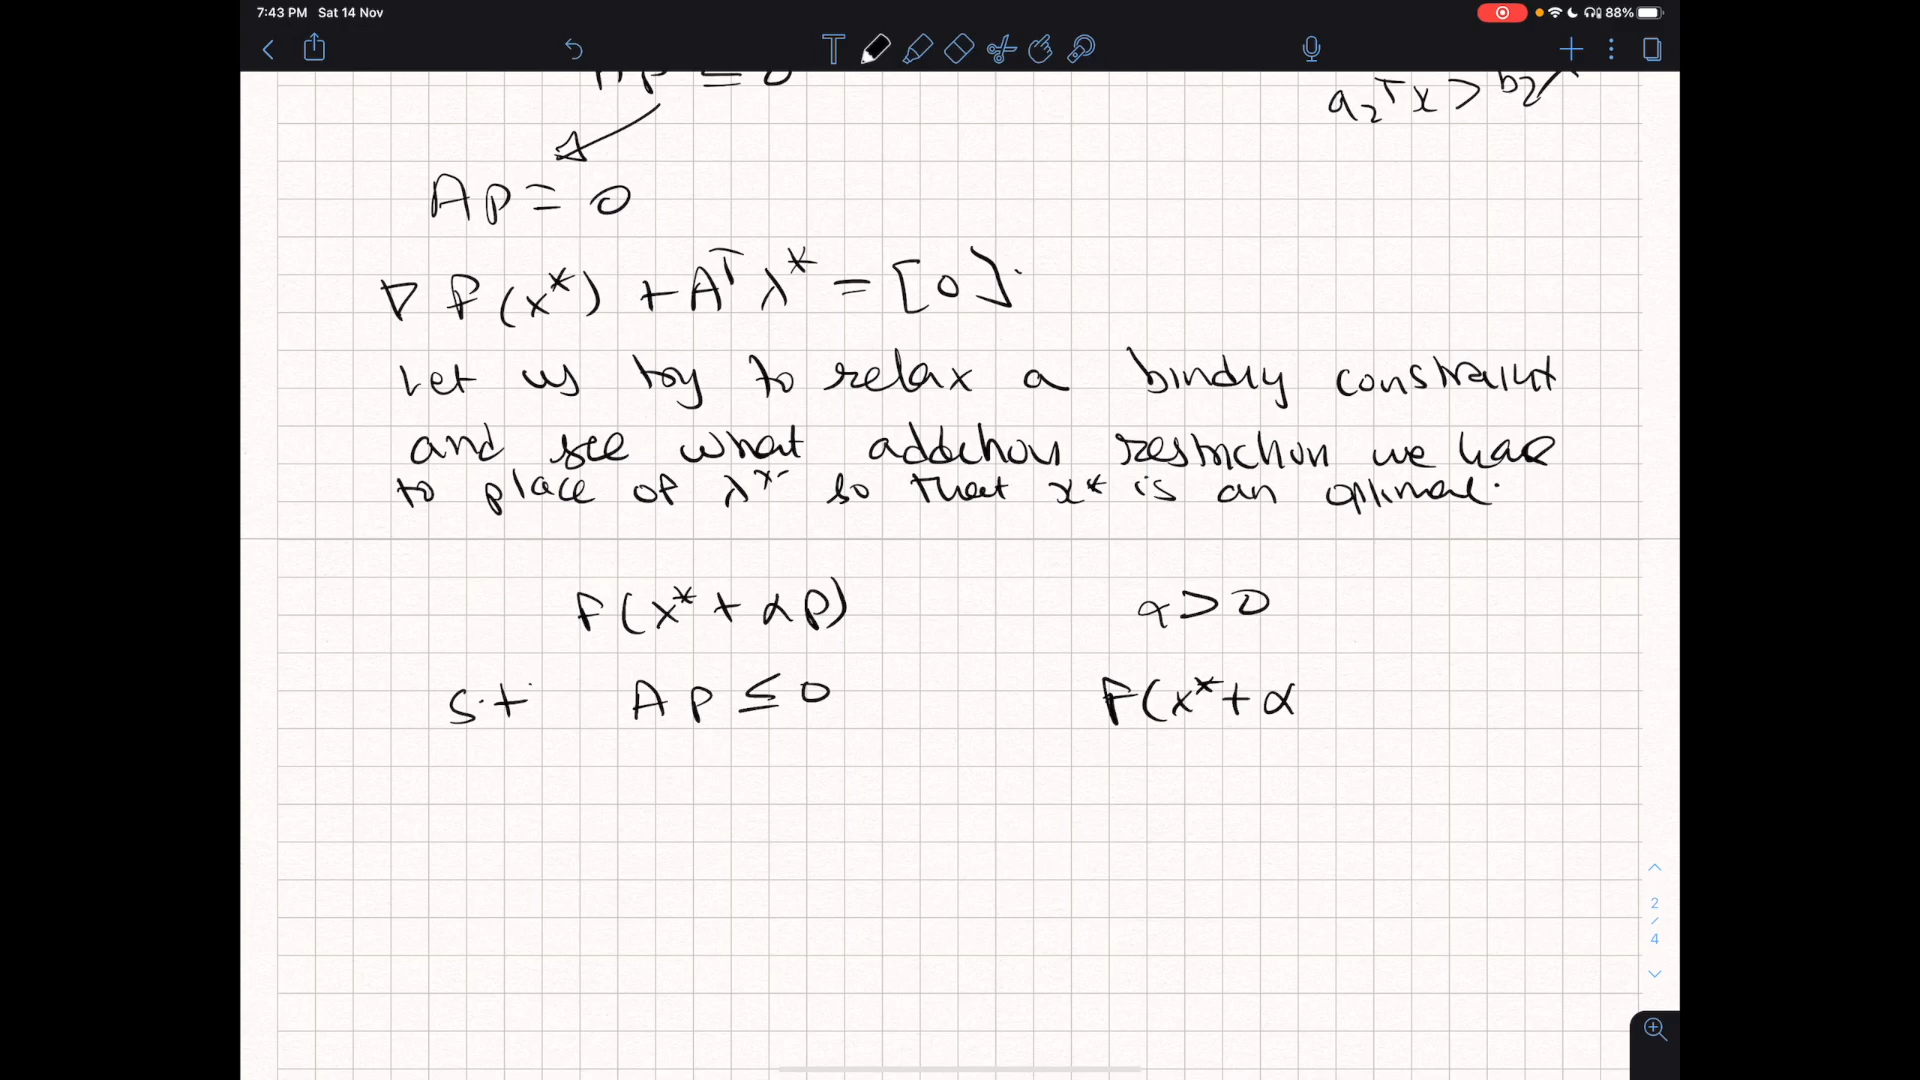 7:43 PM Sat 14 Nov
88%
Ap ≤ 0
a₂ᵀx > b₂
Ap = 0
∇F(x*) + Aᵀλ* = [0].
Let us try to relax a binding constraint
and see what addition restriction we have
to place of λ* so that x* is an optimal.
F(x* + αp)
α > 0
s.t. Ap ≤ 0
F(x* + α
2
/
4